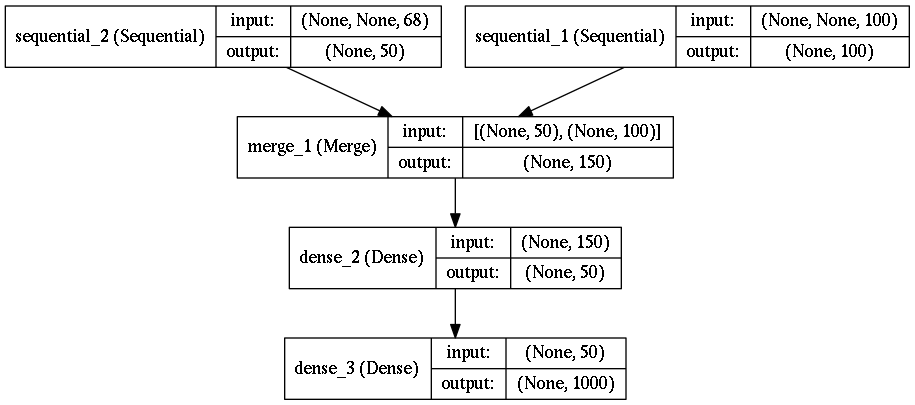 sequential_2 (Sequential) input: (None, None, 68)
output: (None, 50)
sequential_1 (Sequential) input: (None, None, 100)
output: (None, 100)
merge_1 (Merge) input: [(None, 50), (None, 100)]
output: (None, 150)
dense_2 (Dense) input: (None, 150)
output: (None, 50)
dense_3 (Dense) input: (None, 50)
output: (None, 1000)